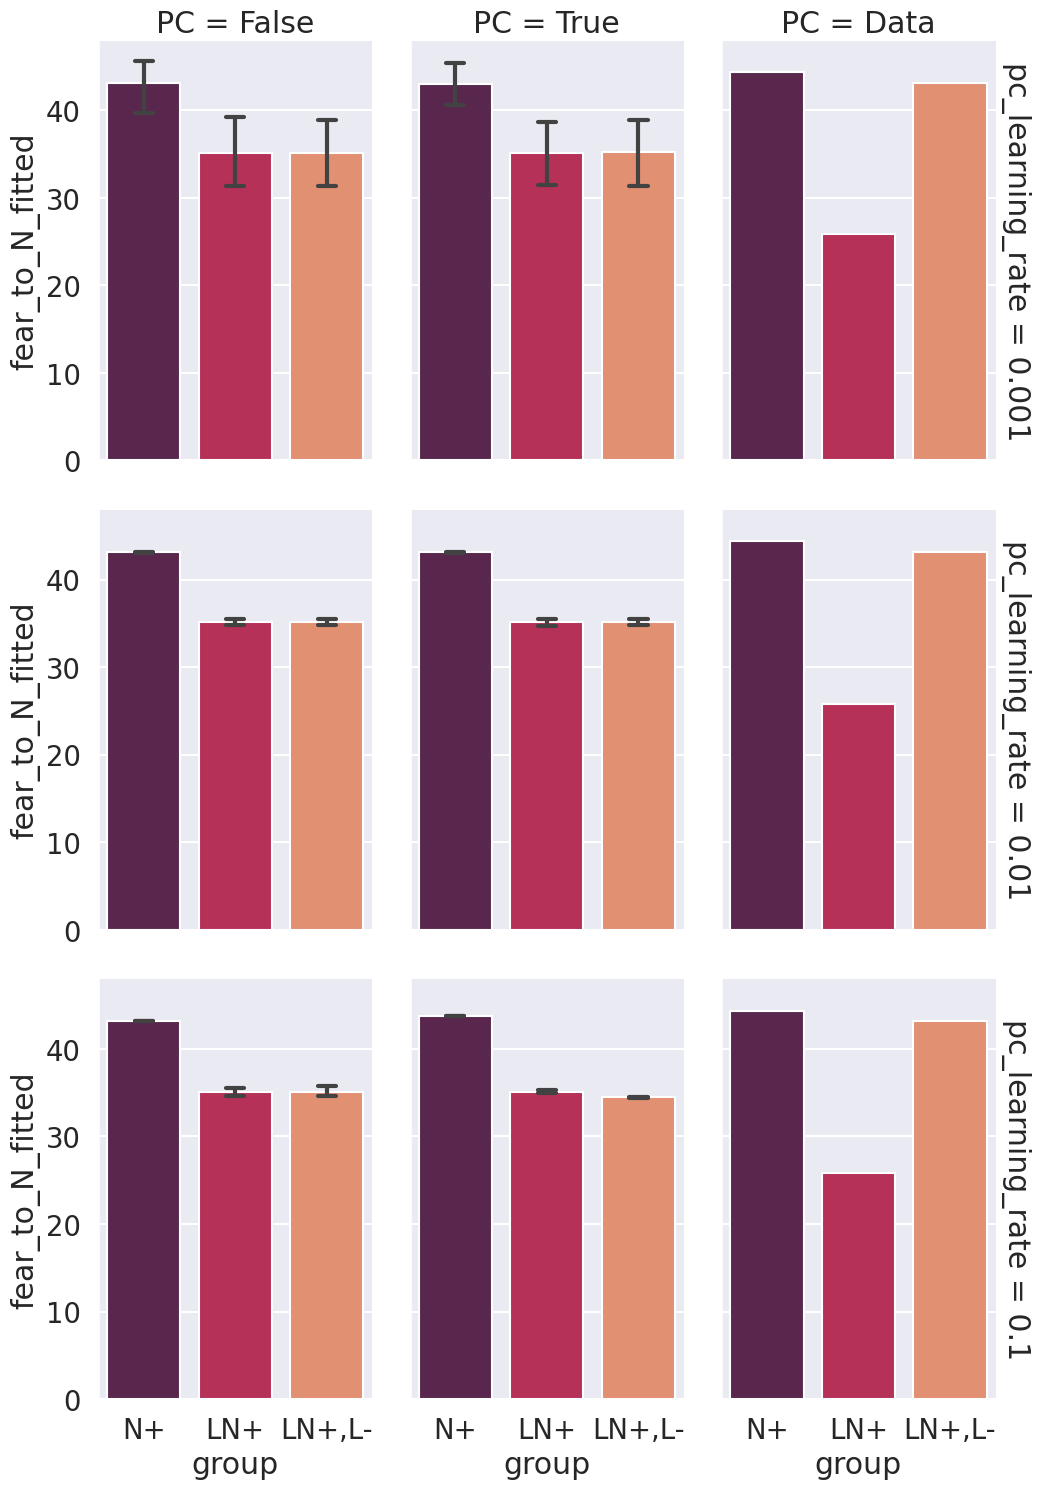 PC = False
PC = True
PC = Data
fear_to_N_fitted
40
30
20
10
0
pc_learning_rate = 0.001
fear_to_N_fitted
40
30
20
10
0
pc_learning_rate = 0.01
fear_to_N_fitted
40
30
20
10
0
pc_learning_rate = 0.1
N+ LN+ LN+,L-
group
N+ LN+ LN+,L-
group
N+ LN+ LN+,L-
group